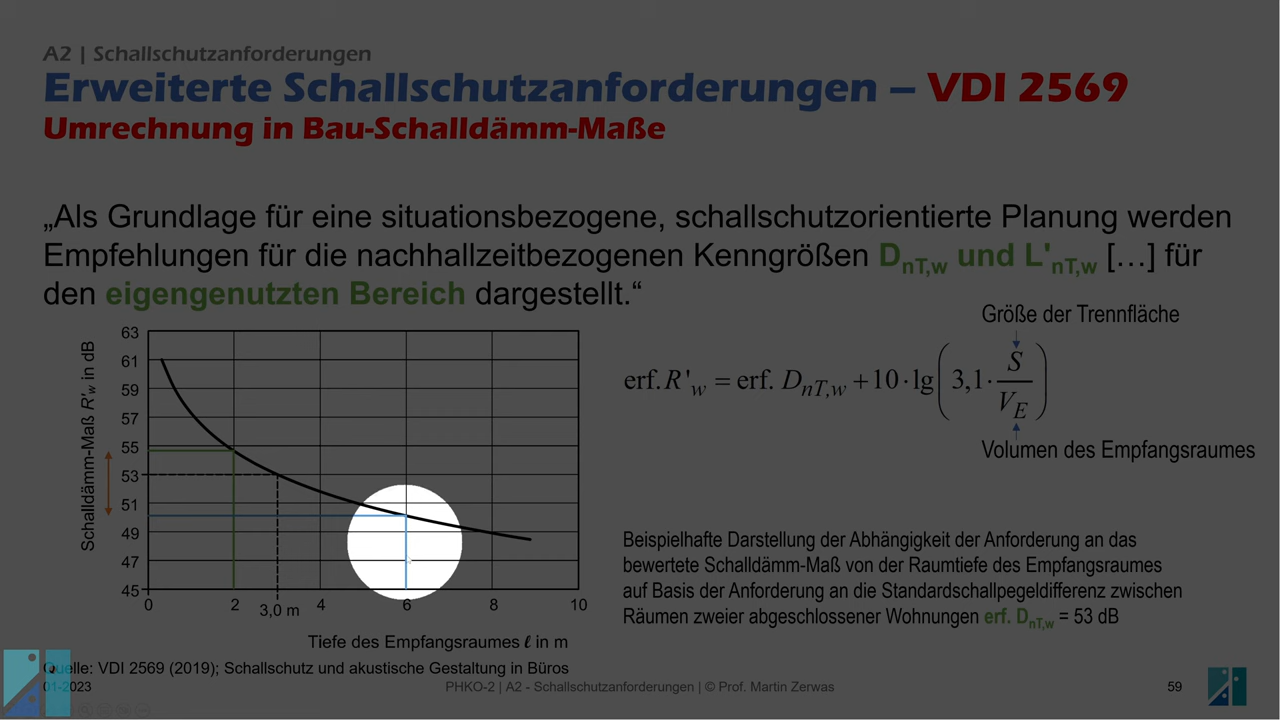 A2 | Schallschutzanforderungen
Erweiterte Schallschutzanforderungen – VDI 2569
Umrechnung in Bau-Schalldämm-Maße
„Als Grundlage für eine situationsbezogene, schallschutzorientierte Planung werden
Empfehlungen für die nachhallzeitbezogenen Kenngrößen DnT,w und L'nT,w […] für
den eigengenutzten Bereich dargestellt.“
Größe der Trennfläche
erf. R'w = erf. DnT,w + 10 · lg(3,1 · S/VE)
Volumen des Empfangsraumes
Schalldämm-Maß R'w in dB
63
61
59
57
55
53
51
49
47
45
0 2 3,0 m 4 6 8 10
Tiefe des Empfangsraumes ℓ in m
Beispielhafte Darstellung der Abhängigkeit der Anforderung an das
bewertete Schalldämm-Maß von der Raumtiefe des Empfangsraumes
auf Basis der Anforderung an die Standardschallpegeldifferenz zwischen
Räumen zweier abgeschlossener Wohnungen erf. DnT,w = 53 dB
Quelle: VDI 2569 (2019); Schallschutz und akustische Gestaltung in Büros
01-2023
PHKO-2 | A2 - Schallschutzanforderungen | © Prof. Martin Zerwas
59